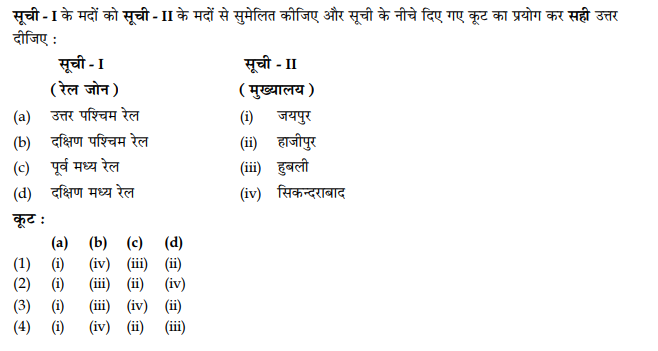 सूची - I के मदों को सूची - II के मदों से सुमेलित कीजिए और सूची के नीचे दिए गए कूट का प्रयोग कर सही उत्तर
दीजिए :
सूची - I सूची - II
( रेल जोन ) ( मुख्यालय )
(a) उत्तर पश्चिम रेल (i) जयपुर
(b) दक्षिण पश्चिम रेल (ii) हाजीपुर
(c) पूर्व मध्य रेल (iii) हुबली
(d) दक्षिण मध्य रेल (iv) सिकन्दराबाद
कूट :
(a) (b) (c) (d)
(1) (i) (iv) (iii) (ii)
(2) (i) (iii) (ii) (iv)
(3) (i) (iii) (iv) (ii)
(4) (i) (iv) (ii) (iii)